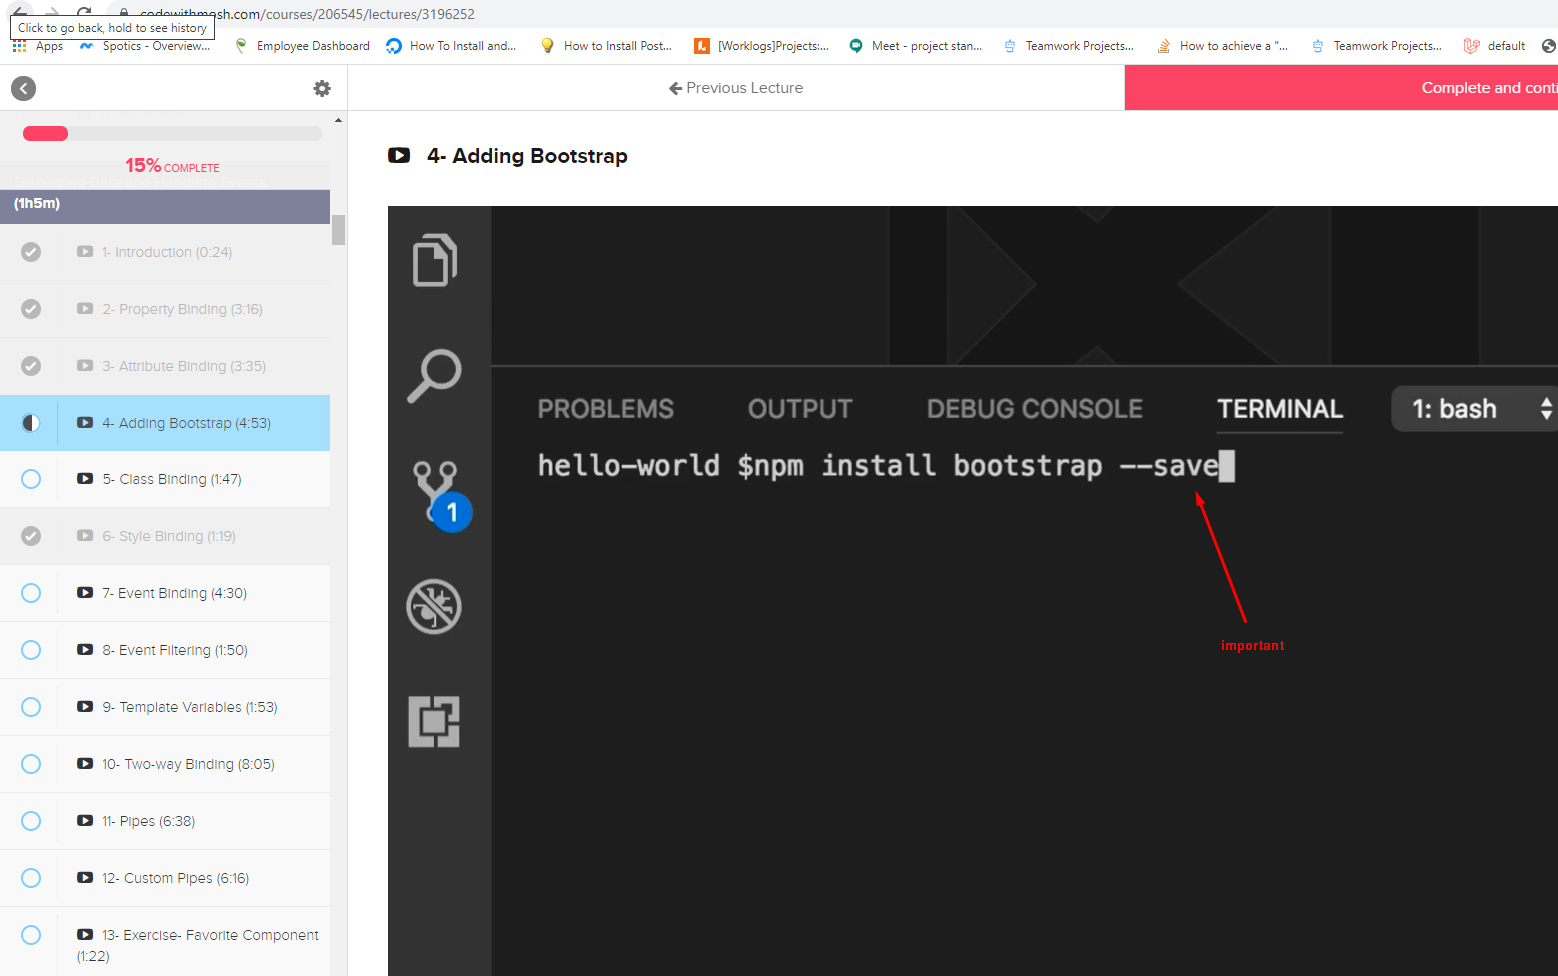 codewithmosh.com/courses/206545/lectures/3196252
Click to go back, hold to see history
Apps
Spotics - Overview...
Employee Dashboard
How To Install and...
How to Install Post...
[Worklogs]Projects:...
Meet - project stan...
Teamwork Projects...
How to achieve a "...
Teamwork Projects...
default
Previous Lecture
Complete and conti
15% COMPLETE
(1h5m)
1- Introduction (0:24)
2- Property Binding (3:16)
3- Attribute Binding (3:35)
4- Adding Bootstrap (4:53)
5- Class Binding (1:47)
6- Style Binding (1:19)
7- Event Binding (4:30)
8- Event Filtering (1:50)
9- Template Variables (1:53)
10- Two-way Binding (8:05)
11- Pipes (6:38)
12- Custom Pipes (6:16)
13- Exercise- Favorite Component
(1:22)
4- Adding Bootstrap
PROBLEMS
OUTPUT
DEBUG CONSOLE
TERMINAL
1: bash
hello-world $npm install bootstrap --save
1
important